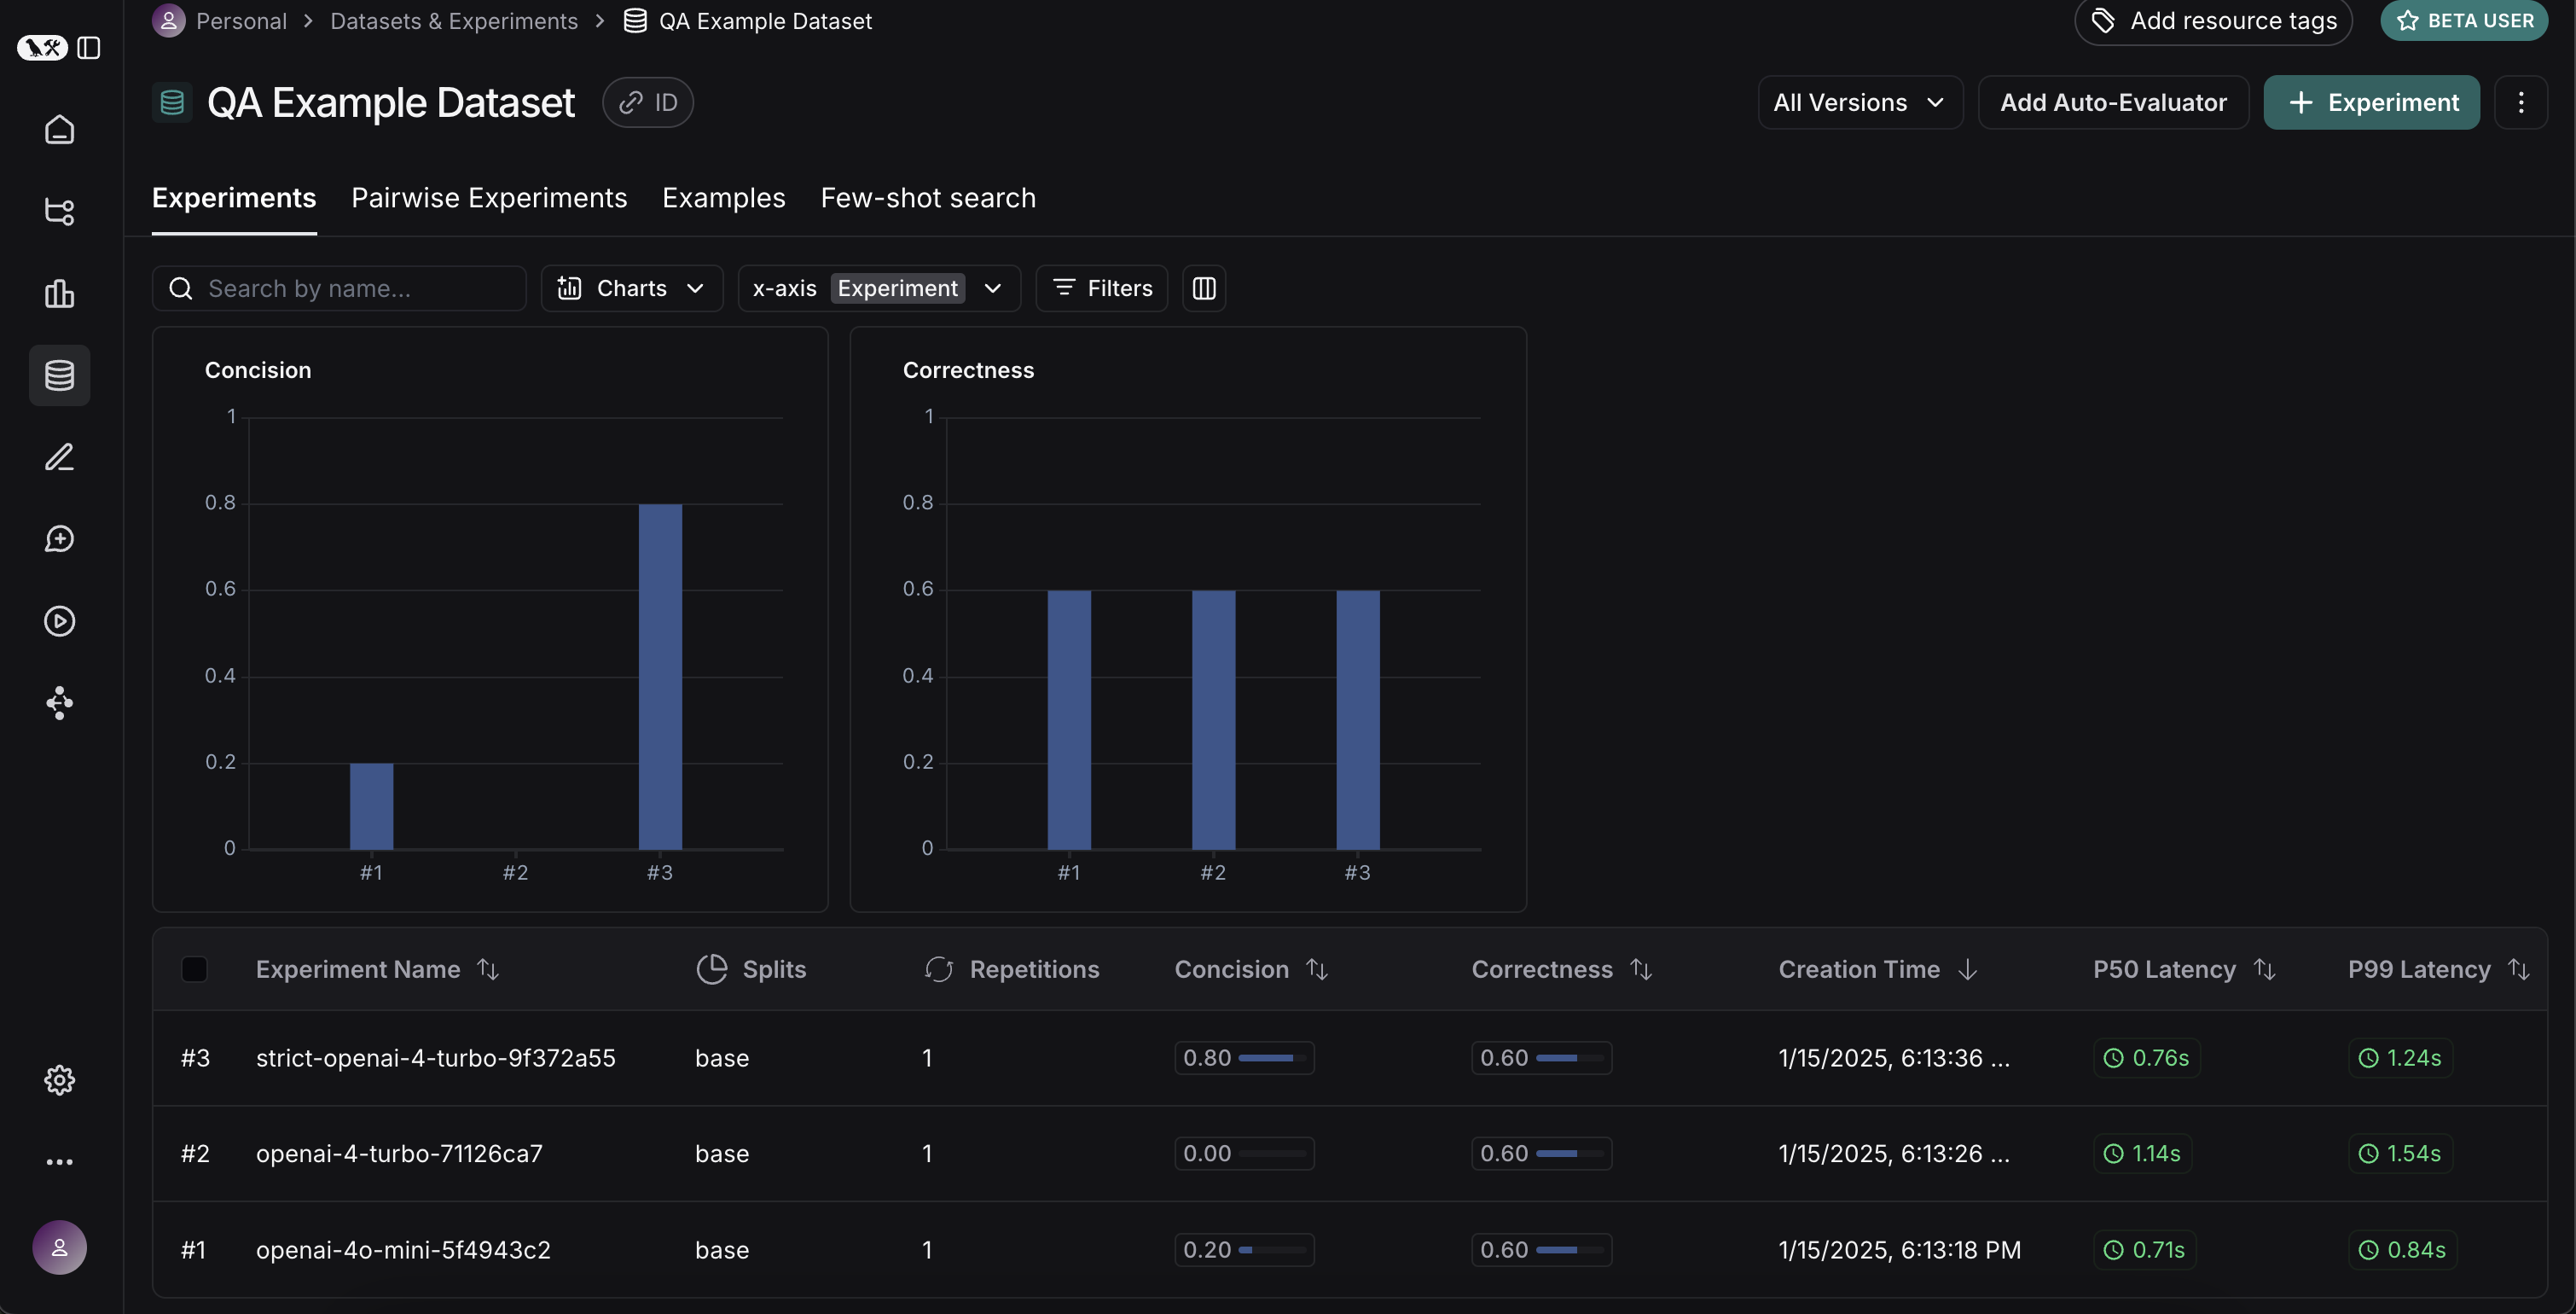 Personal > Datasets & Experiments > QA Example Dataset
Add resource tags
BETA USER
QA Example Dataset
ID
All Versions
Add Auto-Evaluator
+ Experiment
Experiments
Pairwise Experiments
Examples
Few-shot search
Search by name...
Charts
x-axis Experiment
Filters
Concision
1
0.8
0.6
0.4
0.2
0
#1 #2 #3
Correctness
1
0.8
0.6
0.4
0.2
0
#1 #2 #3
Experiment Name Splits Repetitions Concision Correctness Creation Time P50 Latency P99 Latency
#3 strict-openai-4-turbo-9f372a55 base 1 0.80 0.60 1/15/2025, 6:13:36 ... 0.76s 1.24s
#2 openai-4-turbo-71126ca7 base 1 0.00 0.60 1/15/2025, 6:13:26 ... 1.14s 1.54s
#1 openai-4o-mini-5f4943c2 base 1 0.20 0.60 1/15/2025, 6:13:18 PM 0.71s 0.84s